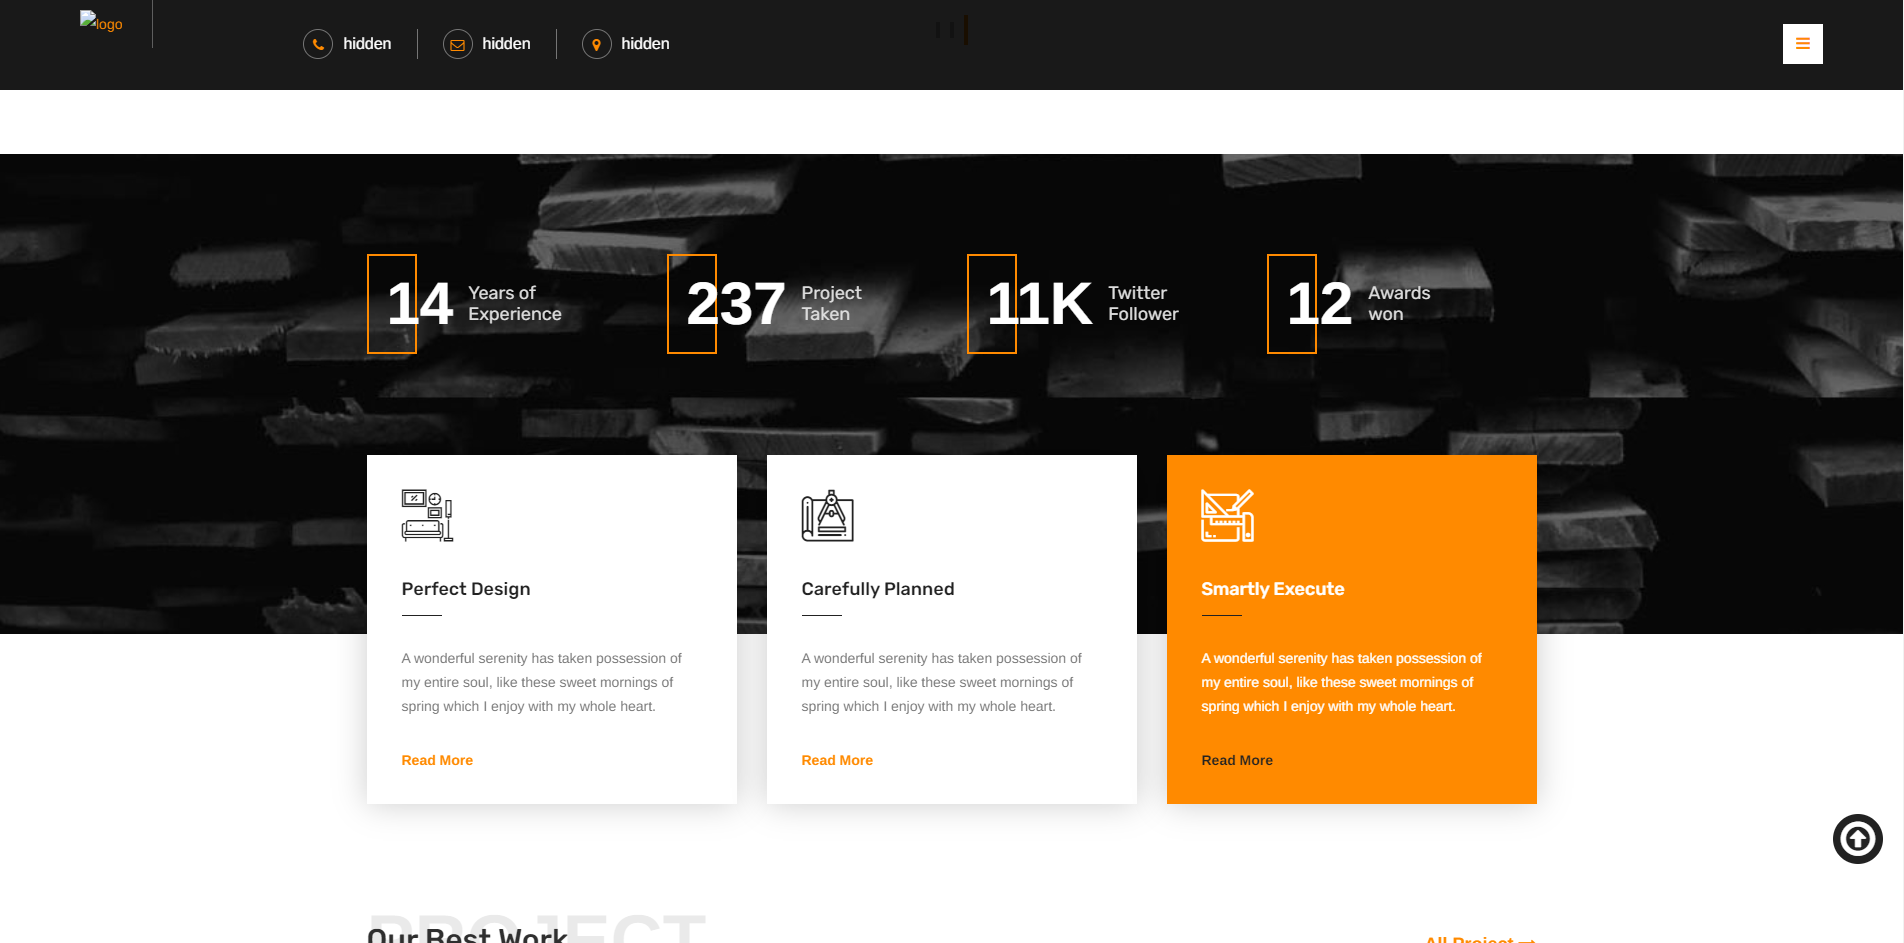 logo
hidden
hidden
hidden
14 Years of Experience
237 Project Taken
11K Twitter Follower
12 Awards won
Perfect Design
A wonderful serenity has taken possession of
my entire soul, like these sweet mornings of
spring which I enjoy with my whole heart.
Read More
Carefully Planned
A wonderful serenity has taken possession of
my entire soul, like these sweet mornings of
spring which I enjoy with my whole heart.
Read More
Smartly Execute
A wonderful serenity has taken possession of
my entire soul, like these sweet mornings of
spring which I enjoy with my whole heart.
Read More
PROJECT
Our Best Work
All Project →